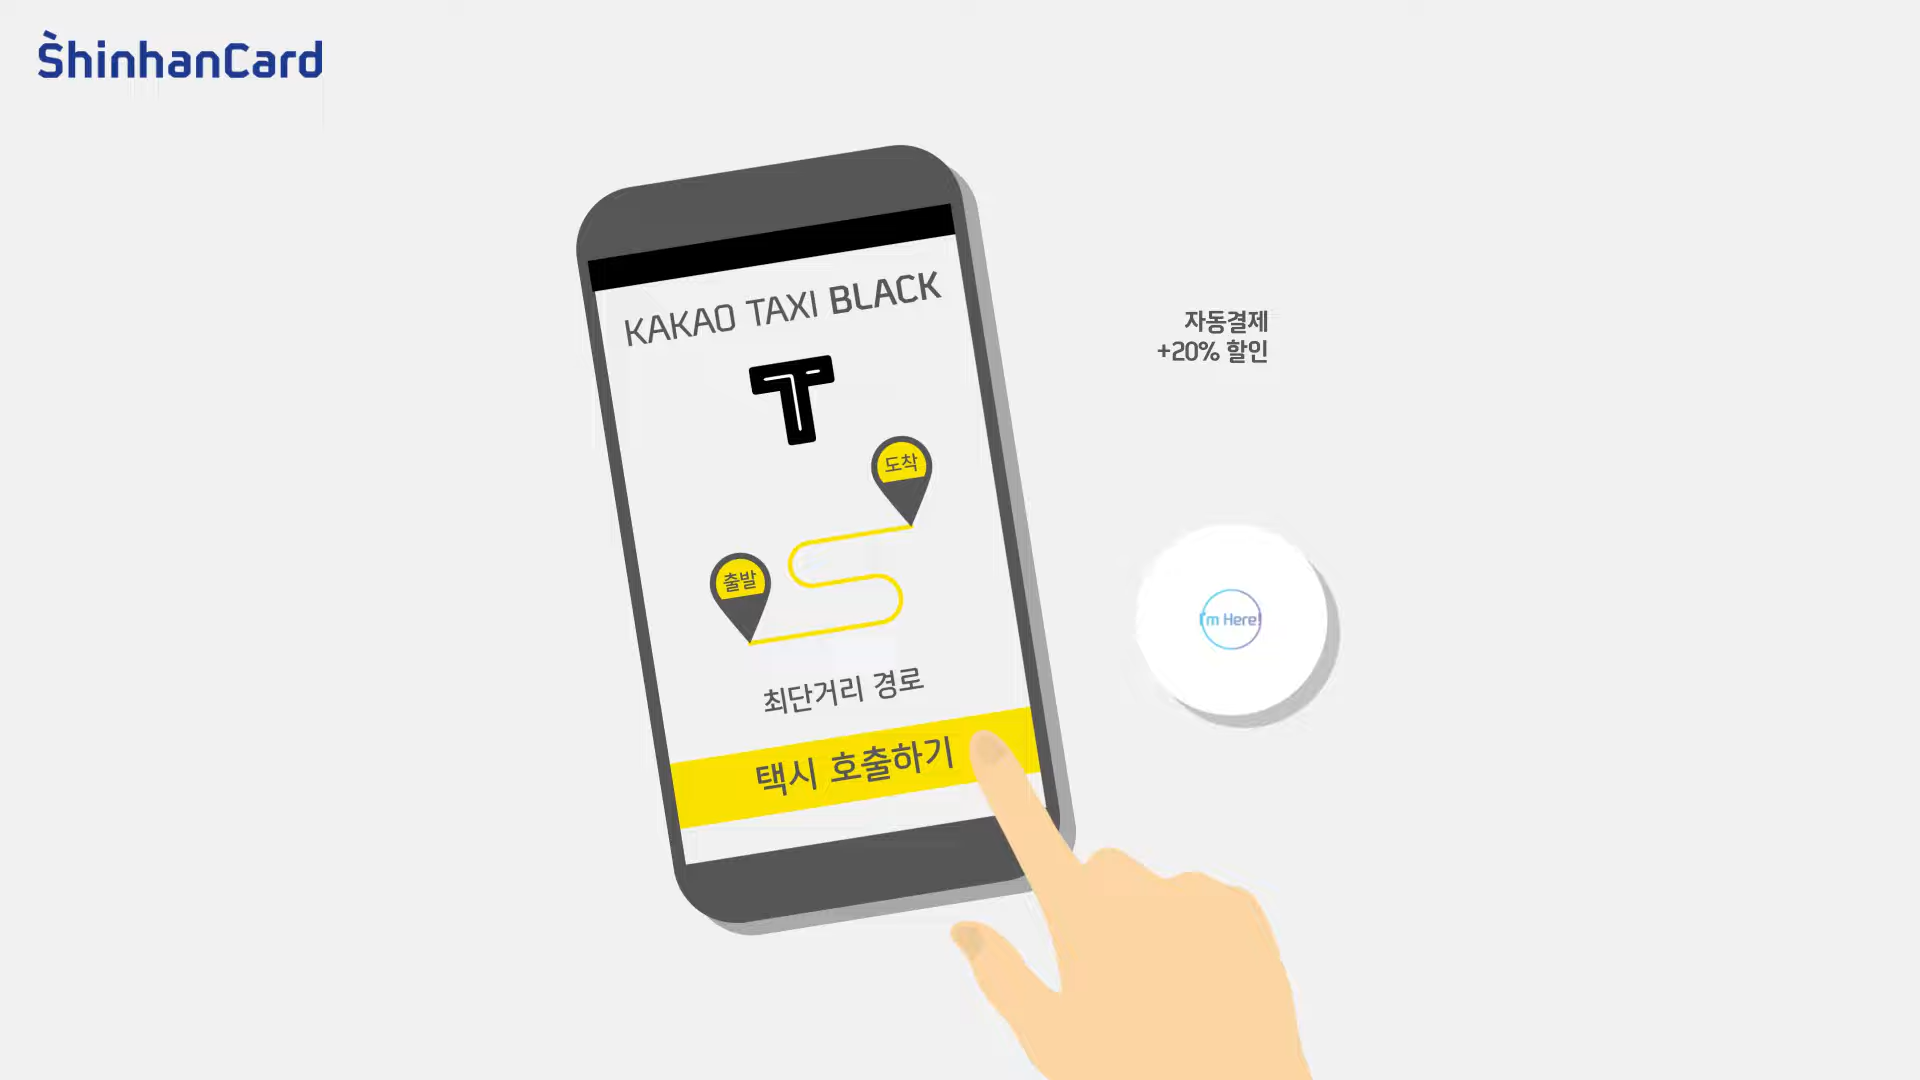 ShinhanCard
KAKAO TAXI BLACK
T
도착
출발
최단거리 경로
택시 호출하기
자동결제
+20% 할인
I'm Here!